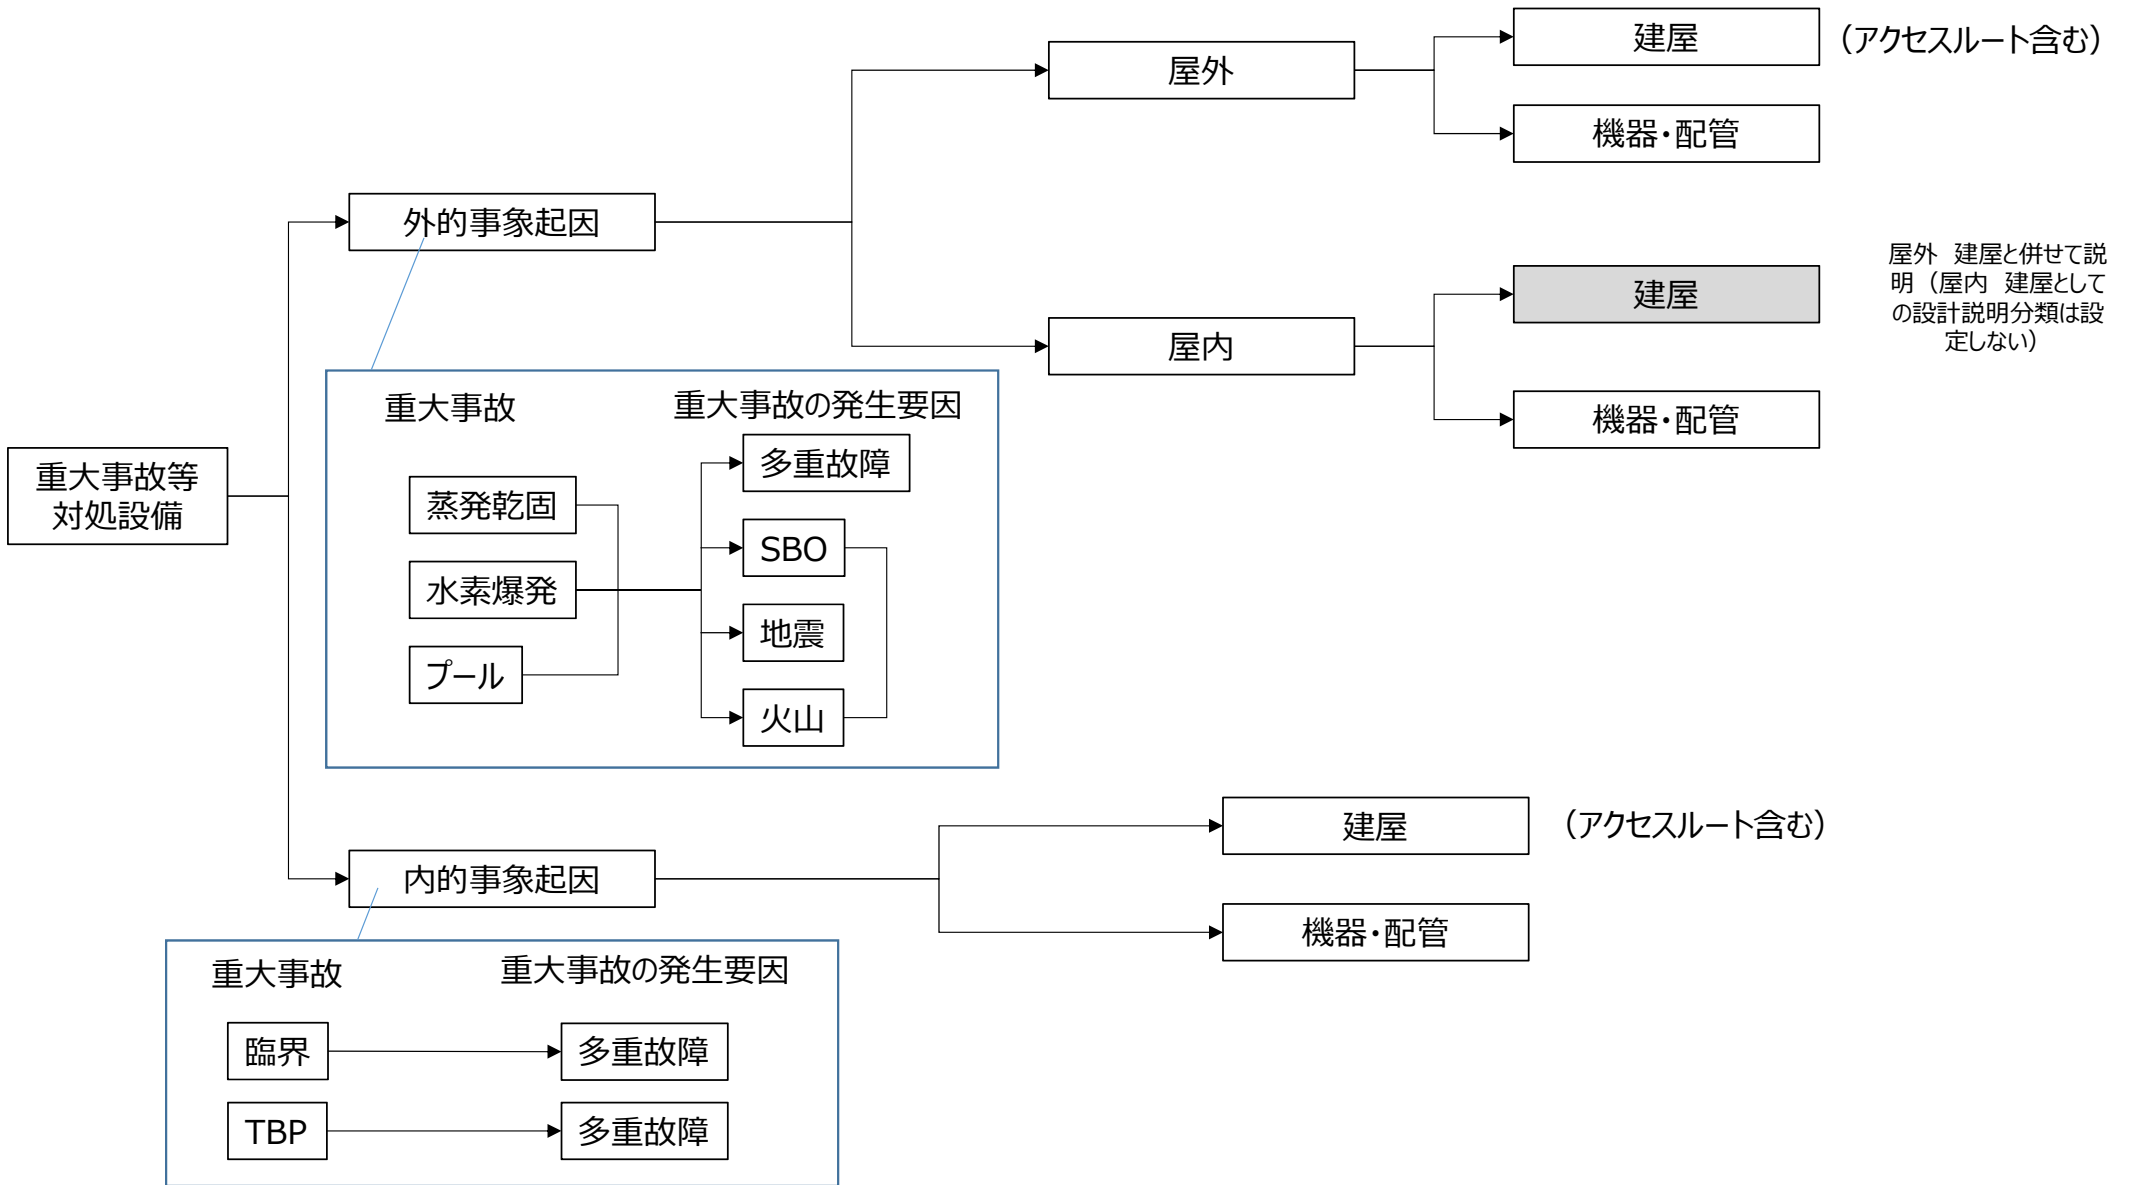 建屋
（アクセスルート含む）
屋外
機器・配管
外的事象起因
屋外　建屋と併せて説
明（屋内　建屋として
の設計説明分類は設
定しない）
建屋
屋内
機器・配管
重大事故等
対処設備
重大事故
重大事故の発生要因
多重故障
蒸発乾固
SBO
水素爆発
地震
プール
火山
建屋
（アクセスルート含む）
内的事象起因
機器・配管
重大事故
重大事故の発生要因
臨界
多重故障
TBP
多重故障